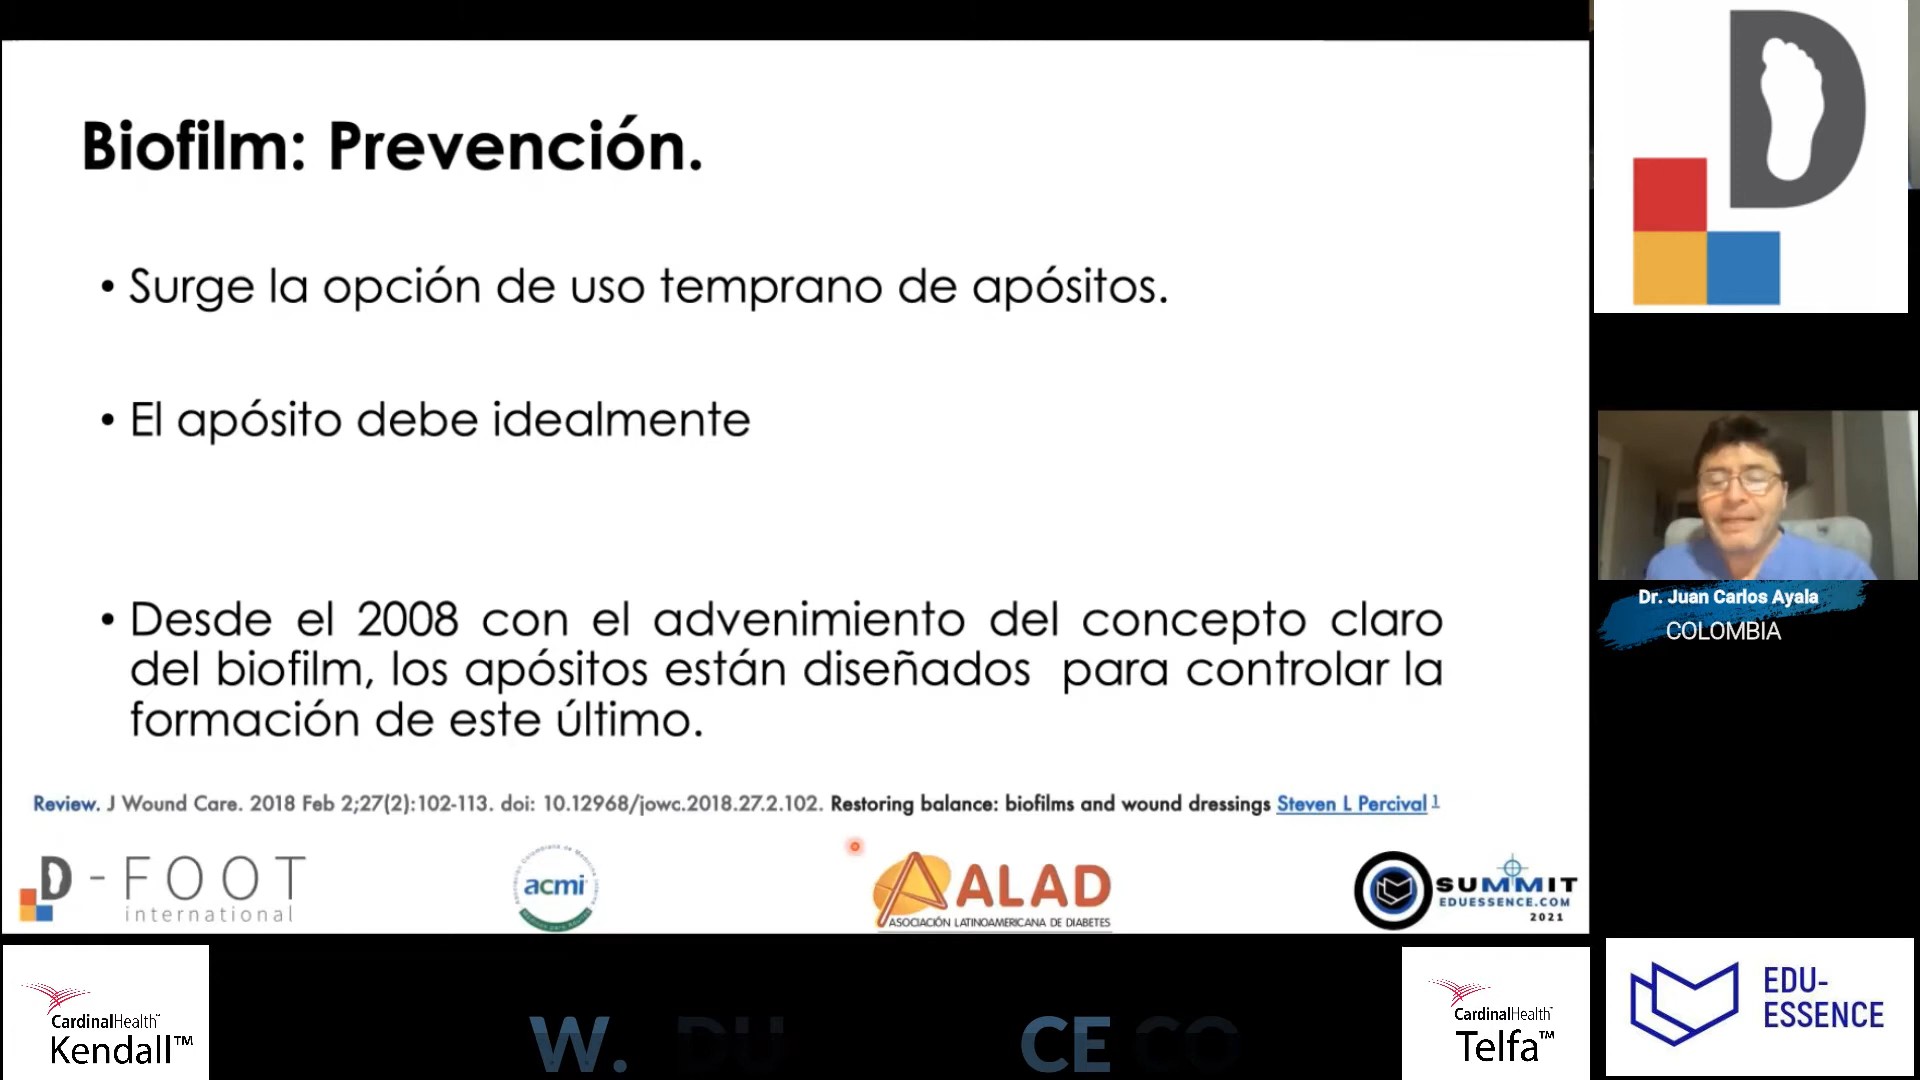 Biofilm: Prevención.
• Surge la opción de uso temprano de apósitos.
• El apósito debe idealmente
• Desde el 2008 con el advenimiento del concepto claro
del biofilm, los apósitos están diseñados para controlar la
formación de este último.
Review. J Wound Care. 2018 Feb 2;27(2):102-113. doi: 10.12968/jowc.2018.27.2.102. Restoring balance: biofilms and wound dressings Steven L Percival 1
D-FOOT
international
acmi
ALAD
ASOCIACIÓN LATINOAMERICANA DE DIABETES
SUMMIT
EDUESSENCE.COM
2021
D
Dr. Juan Carlos Ayala
COLOMBIA
CardinalHealth™
Kendall™
W. DU CE CO
CardinalHealth™
Telfa™
EDU-
ESSENCE